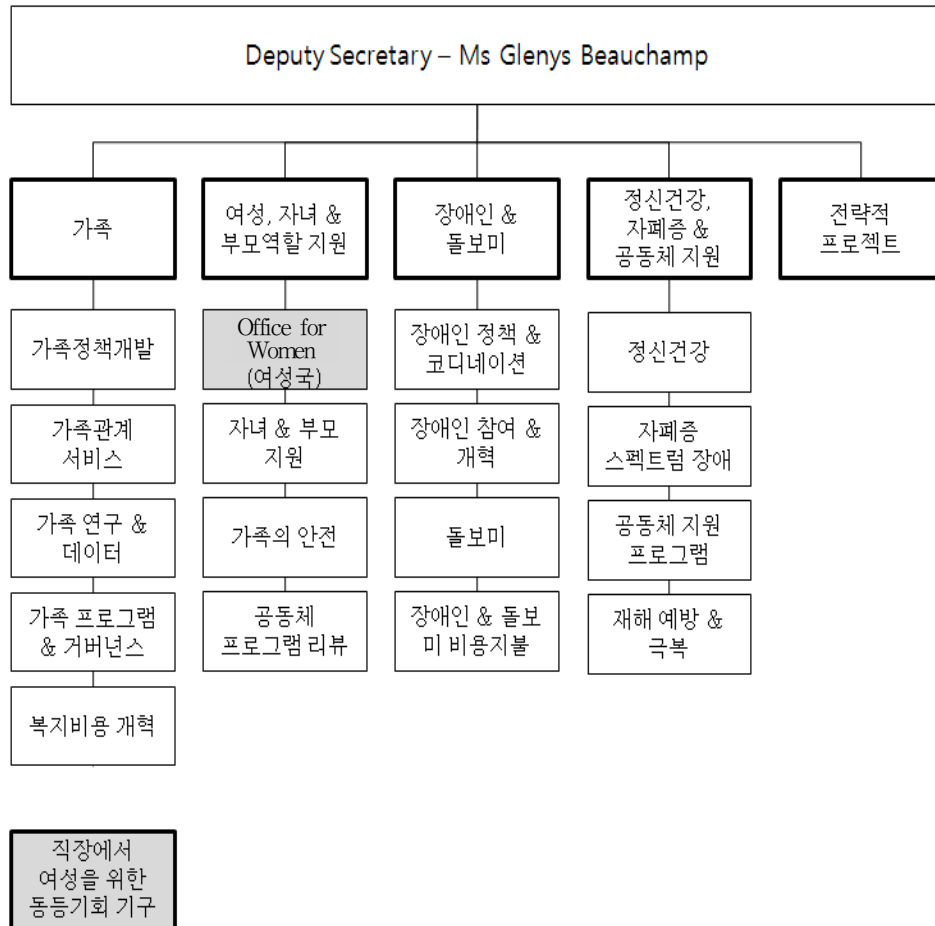 Deputy Secretary – Ms Glenys Beauchamp
가족
여성, 자녀 &
부모역할 지원
장애인 &
돌보미
정신건강,
자폐증 &
공동체 지원
전략적
프로젝트
가족정책개발
가족관계
서비스
가족 연구 &
데이터
가족 프로그램
& 거버넌스
복지비용 개혁
Office for
Women
(여성국)
자녀 & 부모
지원
가족의 안전
공동체
프로그램 리뷰
장애인 정책 &
코디네이션
장애인 참여 &
개혁
돌보미
장애인 & 돌보
미 비용지불
정신건강
자폐증
스펙트럼 장애
공동체 지원
프로그램
재해 예방 &
극복
직장에서
여성을 위한
동등기회 기구